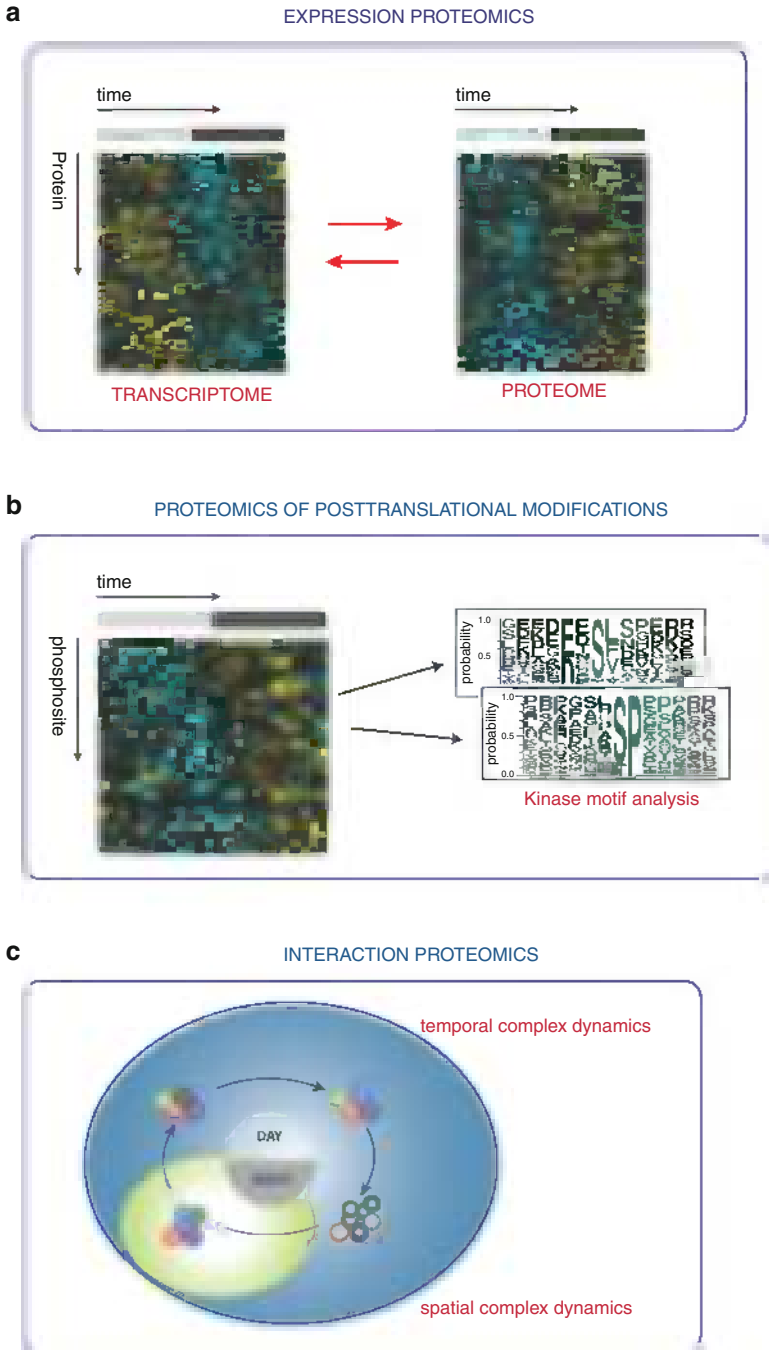 a
EXPRESSION PROTEOMICS
time
time
Protein
TRANSCRIPTOME
PROTEOME
b
PROTEOMICS OF POSTTRANSLATIONAL MODIFICATIONS
time
phosphosite
probability
1.0
0.5
probability
1.0
0.5
0.0
SP
Kinase motif analysis
c
INTERACTION PROTEOMICS
temporal complex dynamics
DAY
spatial complex dynamics